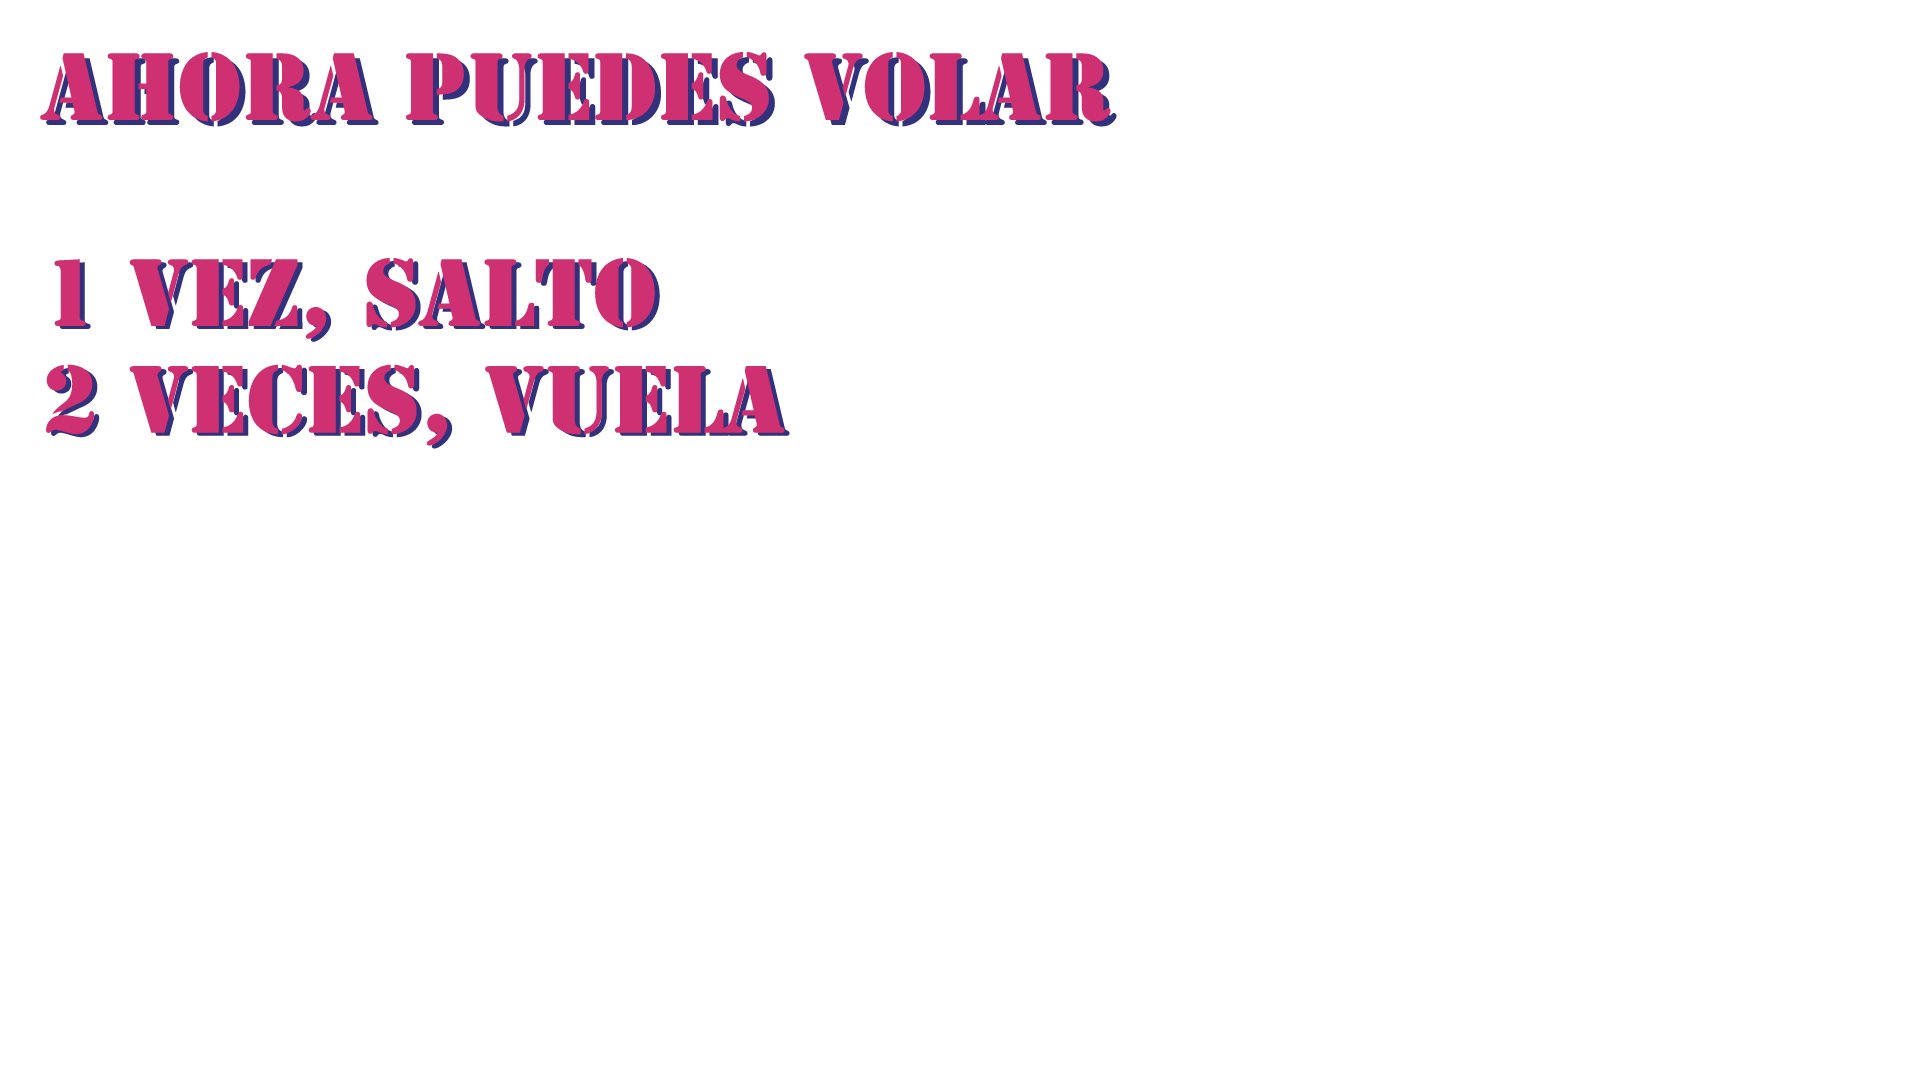 AHORA PUEDES VOLAR
1 VEZ, SALTO
2 VECES, VUELA